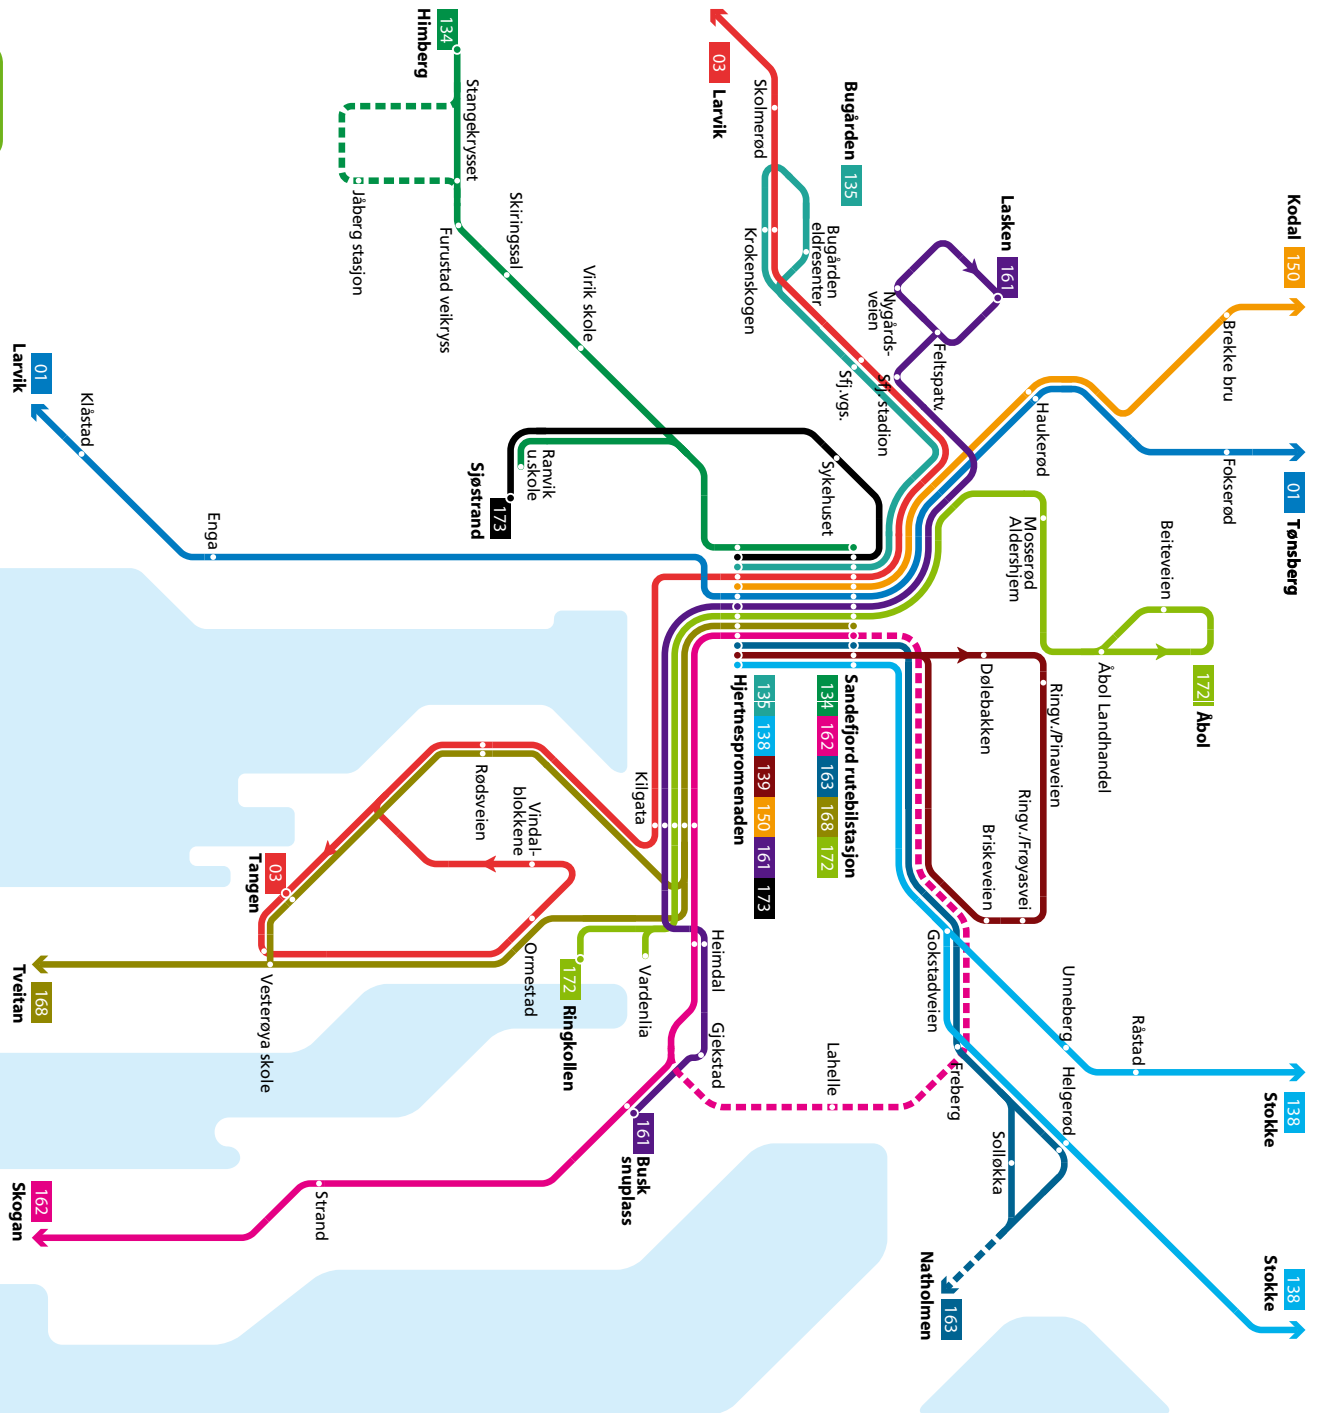 Kodal
150
Brekke bru
Fokserød
01
Tønsberg
Beiteveien
172
Åbol
Åbol Landhandel
Mosserød
Aldershjem
Haukerød
Lasken
161
Nygårds-
veien
Feltspatv.
Bugården
135
Bugården
eldresenter
Krokenskogen
Skolmerød
03
Larvik
Sfj. stadion
Sfj.vgs.
Sykehuset
134
Himberg
Stangekrysset
Jåberg stasjon
Furustad veikryss
Skiringssal
Virik skole
Ranvik
u.skole
Sjøstrand
173
01
Larvik
Klåstad
Enga
Sandefjord rutebilstasjon
134
162
163
168
172
Hjertnespromenaden
135
138
139
150
161
173
Dølebakken
Ringv./Pinaveien
Ringv./Frøyasvei
Briskeveien
Gokstadveien
Unneberg
Råstad
138
Stokke
Freberg
Helgerød
138
Stokke
Solløkka
Natholmen
163
Lahelle
Kilgata
Heimdal
Gjekstad
161
Busk
snuplass
Vardenlia
172
Ringkollen
Rødsveien
Vindal-
blokkene
Ormestad
03
Tangen
Vesterøya skole
Tveitan
168
Strand
162
Skogan